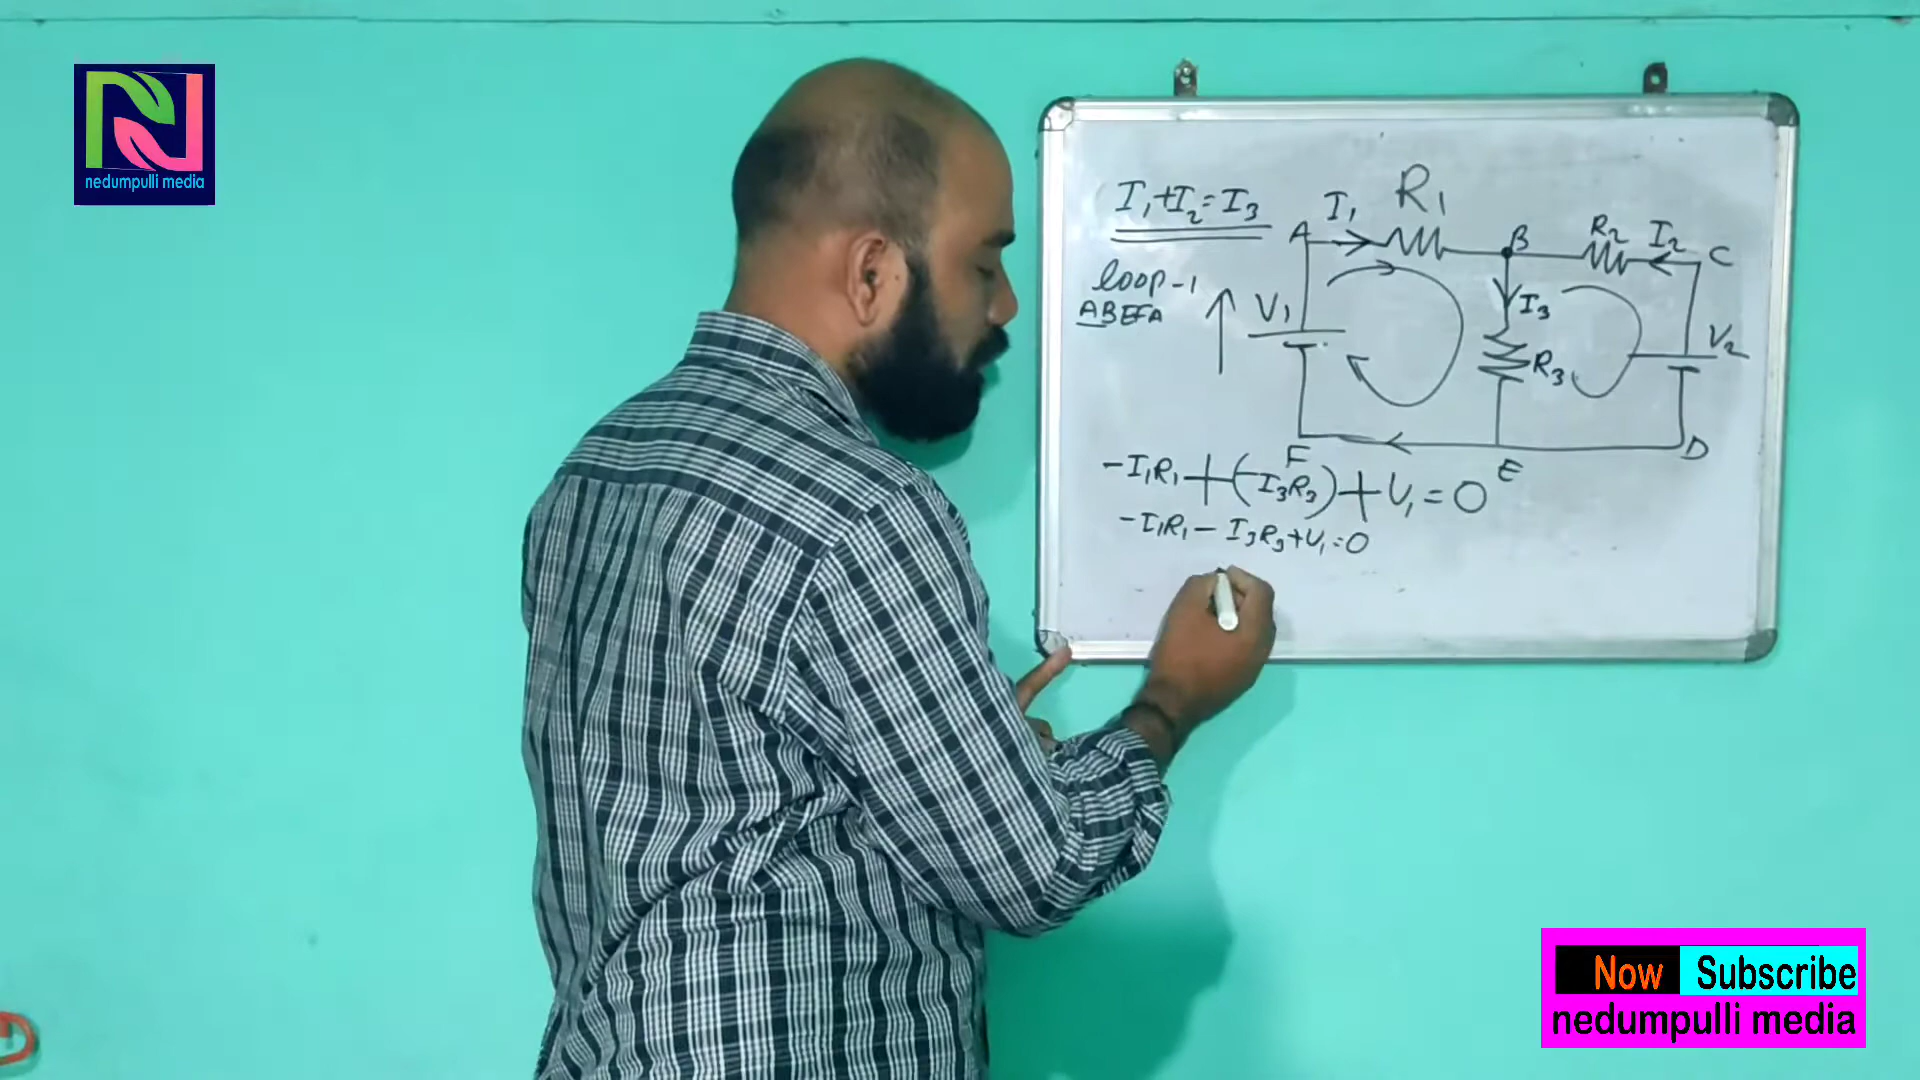 nedumpulli media
I₁+I₂=I₃
I₁ R₁
A
B
R₂ I₂
C
loop-1
ABEFA
V₁
I₃
R₃
V₂
F
E
D
-I₁R₁+(-I₃R₃)+V₁=0
-I₁R₁-I₃R₃+V₁=0
Now Subscribe
nedumpulli media